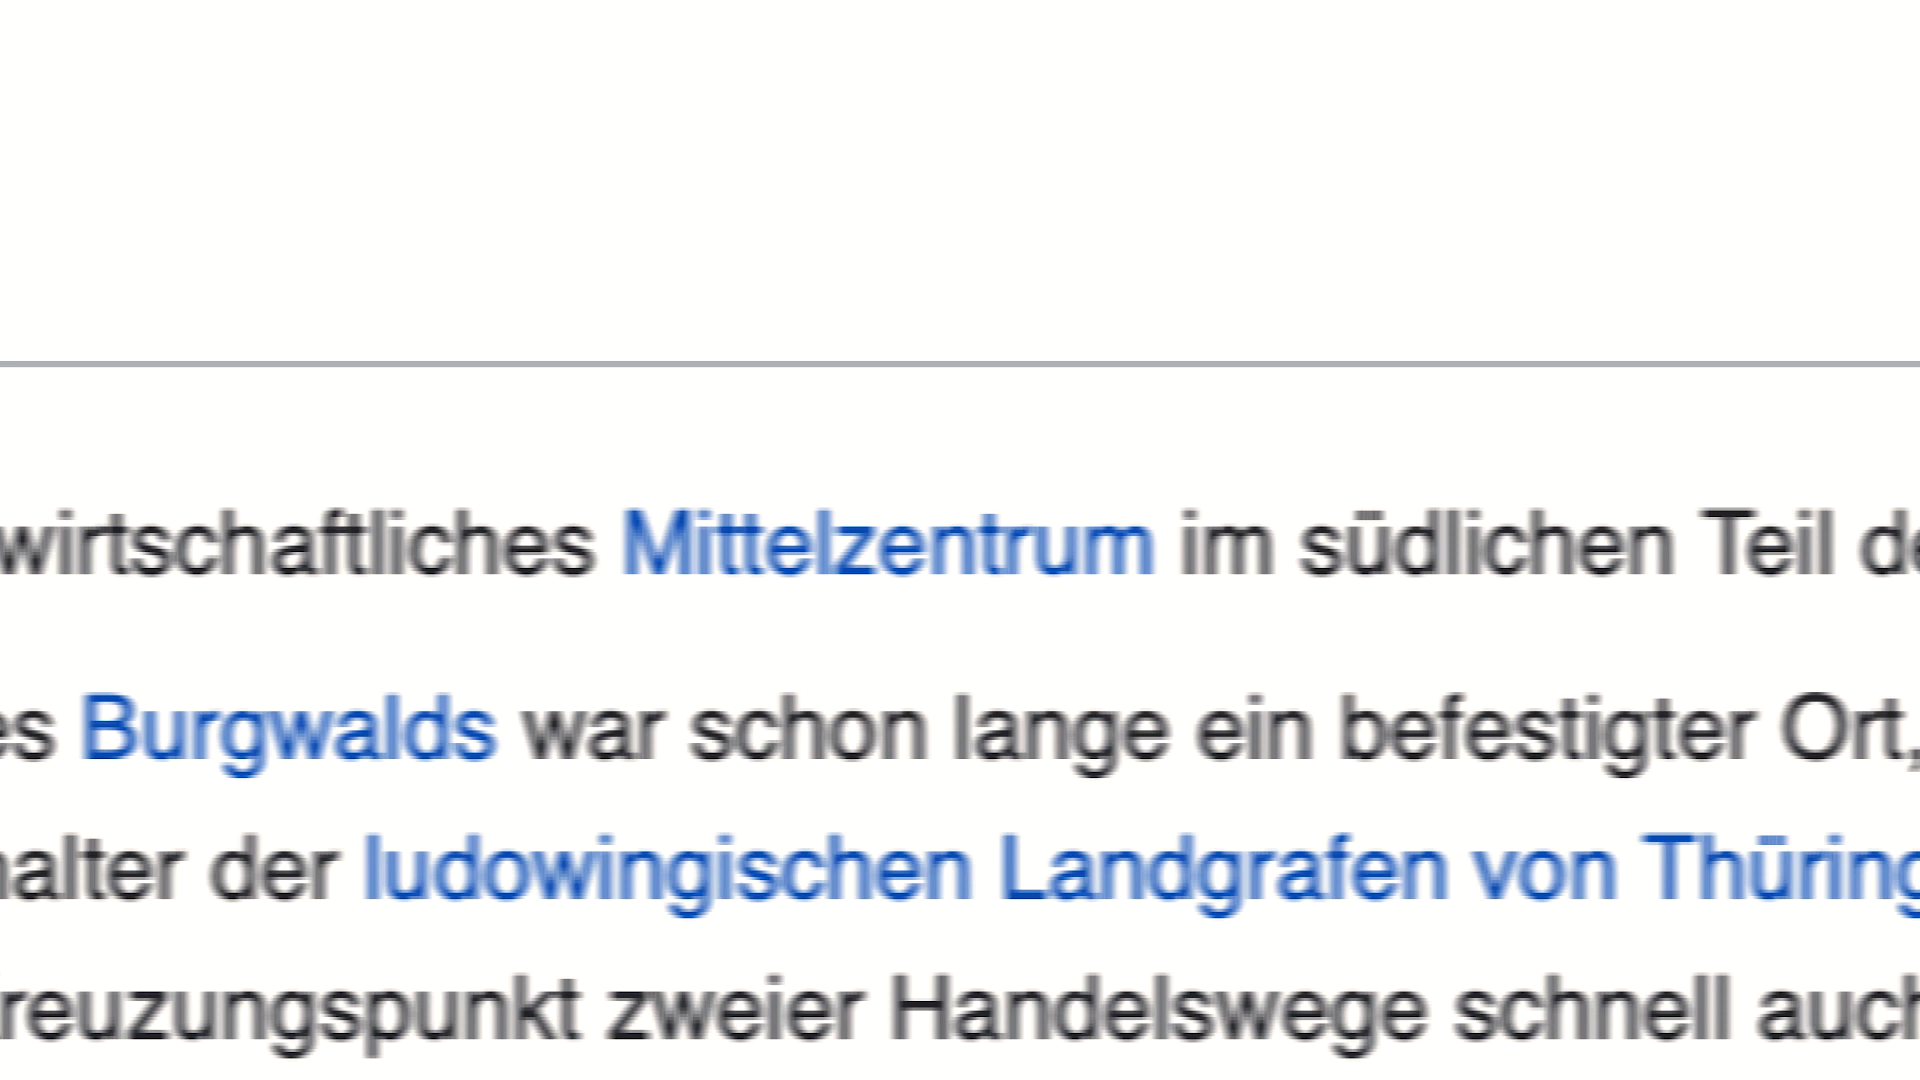 wirtschaftliches Mittelzentrum im südlichen Teil
Burgwalds war schon lange ein befestigter Ort,
der ludowingischen Landgrafen von
zweier Handelswege schnell auch